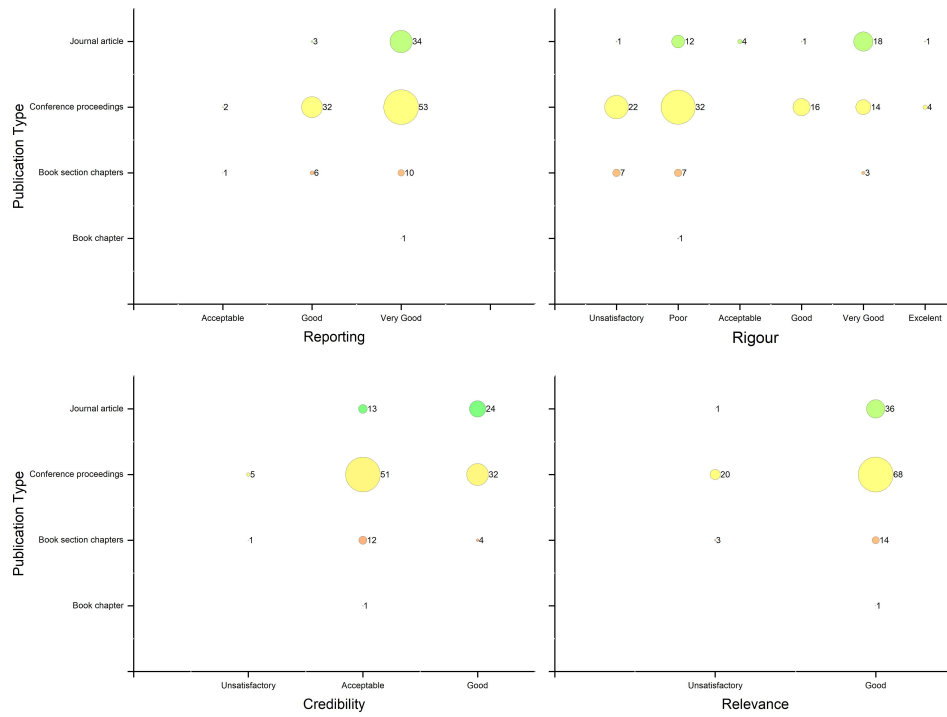 Publication Type
Journal article 3 34
Conference proceedings 2 32 53
Book section chapters 1 6 10
Book chapter 1
Acceptable Good Very Good
Reporting
1 12 4 1 18 1
22 32 16 14 4
7 7 3
1
Unsatisfactory Poor Acceptable Good Very Good Excelent
Rigour
Publication Type
Journal article 13 24
Conference proceedings 5 51 32
Book section chapters 1 12 4
Book chapter 1
Unsatisfactory Acceptable Good
Credibility
1 36
20 68
3 14
1
Unsatisfactory Good
Relevance